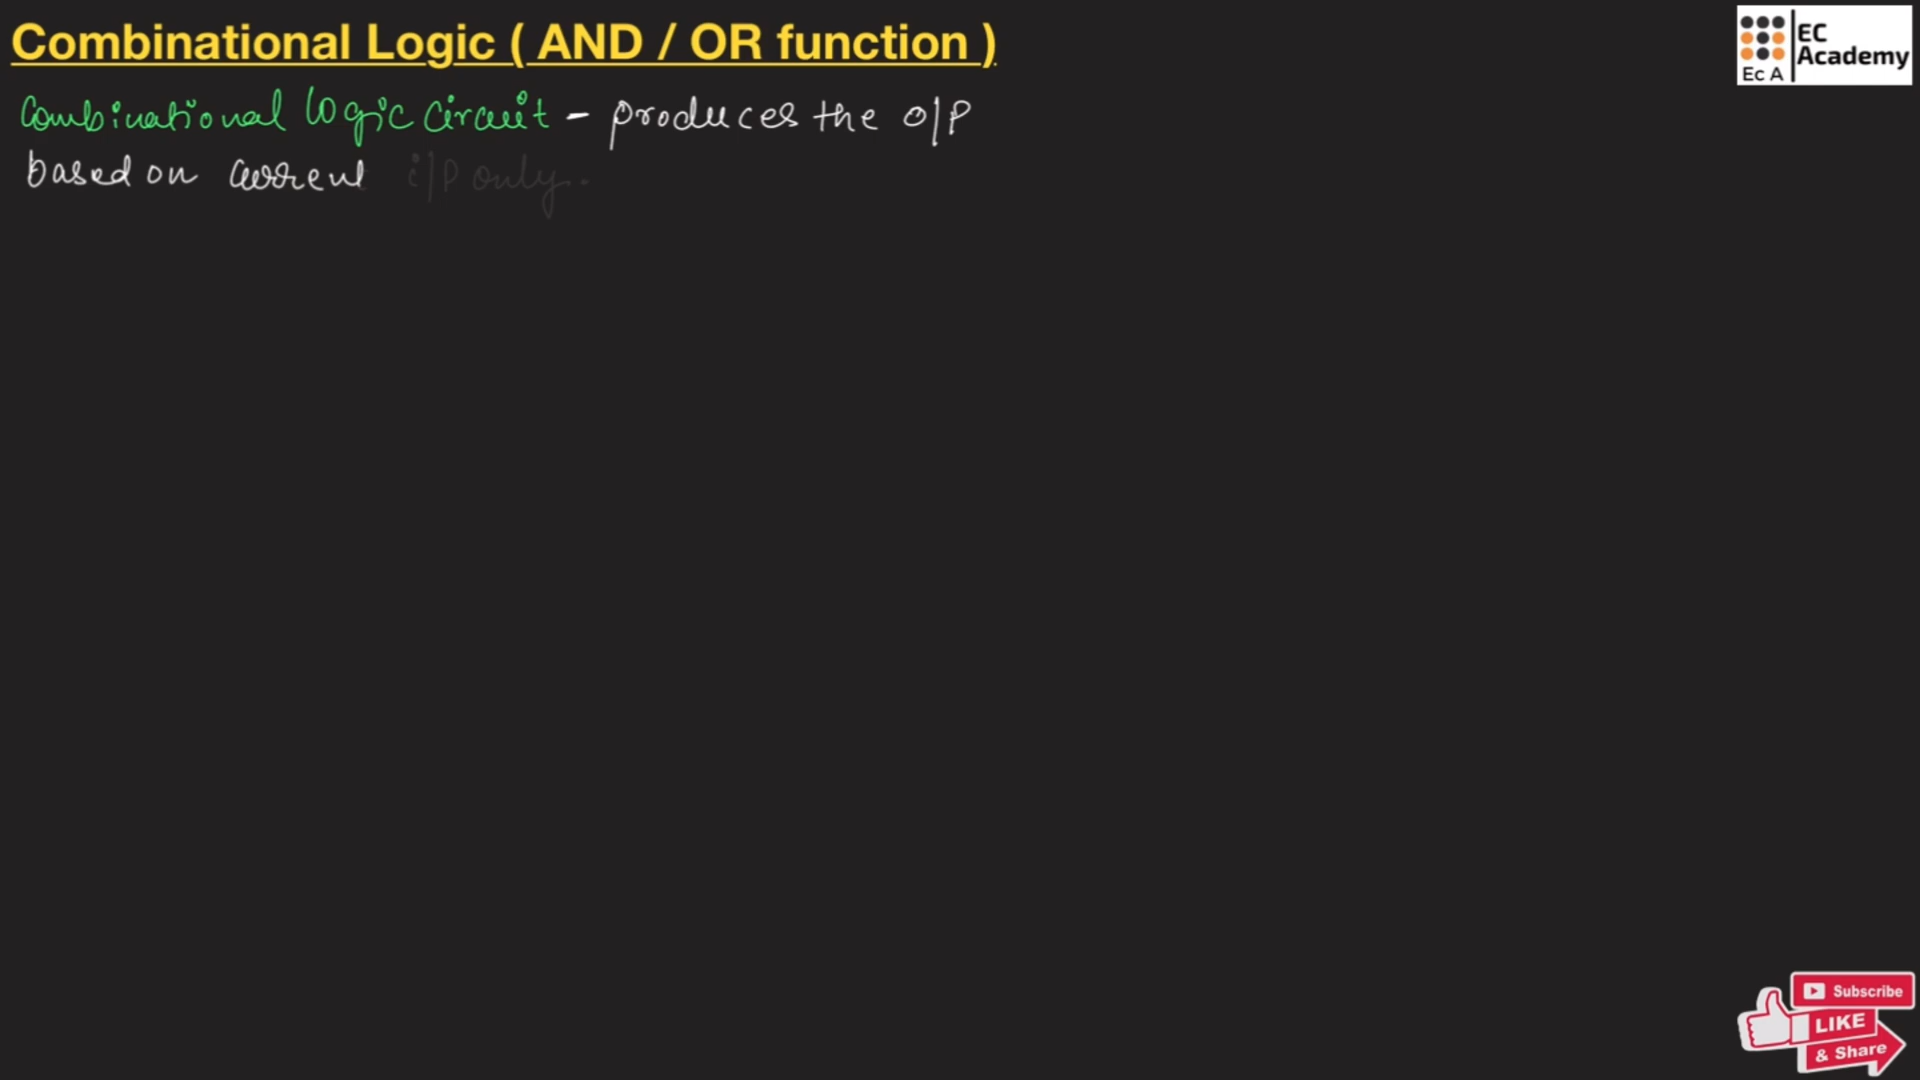 Combinational Logic ( AND / OR function )
EC
Academy
Ec A
Combinational logic circuit - produces the o/p
based on current i/p only.
Subscribe
LIKE
& Share